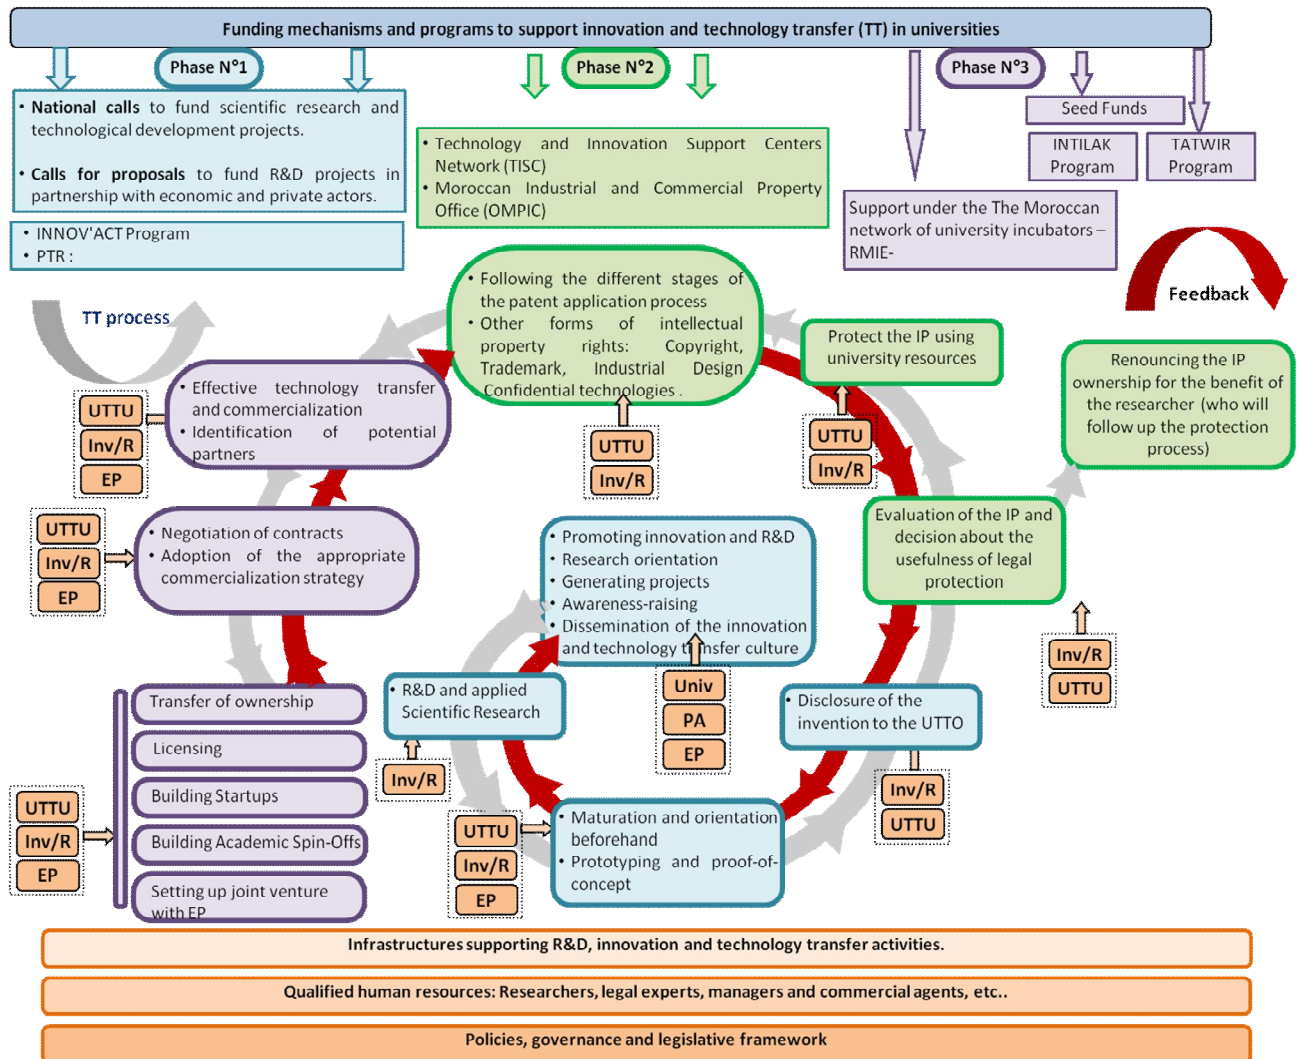 Funding mechanisms and programs to support innovation and technology transfer (TT) in universities
Phase N°1
Phase N°2
Phase N°3
• National calls to fund scientific research and
technological development projects.
• Calls for proposals to fund R&D projects in
partnership with economic and private actors.
• INNOV'ACT Program
• PTR :
• Technology and Innovation Support Centers
Network (TISC)
• Moroccan Industrial and Commercial Property
Office (OMPIC)
Seed Funds
INTILAK
Program
TATWIR
Program
Support under the The Moroccan
network of university incubators –
RMIE-
TT process
Feedback
• Following the different stages of
the patent application process
• Other forms of intellectual
property rights: Copyright,
Trademark, Industrial Design
Confidential technologies .
UTTU
Inv/R
Protect the IP using
university resources
UTTU
Inv/R
Renouncing the IP
ownership for the benefit of
the researcher (who will
follow up the protection
process)
• Effective technology transfer
and commercialization
• Identification of potential
partners
UTTU
Inv/R
EP
• Negotiation of contracts
• Adoption of the appropriate
commercialization strategy
UTTU
Inv/R
EP
• Promoting innovation and R&D
• Research orientation
• Generating projects
• Awareness-raising
• Dissemination of the innovation
and technology transfer culture
Univ
PA
EP
Evaluation of the IP and
decision about the
usefulness of legal
protection
Inv/R
UTTU
• R&D and applied
Scientific Research
Inv/R
• Disclosure of the
invention to the UTTO
Inv/R
UTTU
• Maturation and orientation
beforehand
• Prototyping and proof-of-
concept
UTTU
Inv/R
EP
Transfer of ownership
Licensing
Building Startups
Building Academic Spin-Offs
Setting up joint venture
with EP
UTTU
Inv/R
EP
Infrastructures supporting R&D, innovation and technology transfer activities.
Qualified human resources: Researchers, legal experts, managers and commercial agents, etc..
Policies, governance and legislative framework